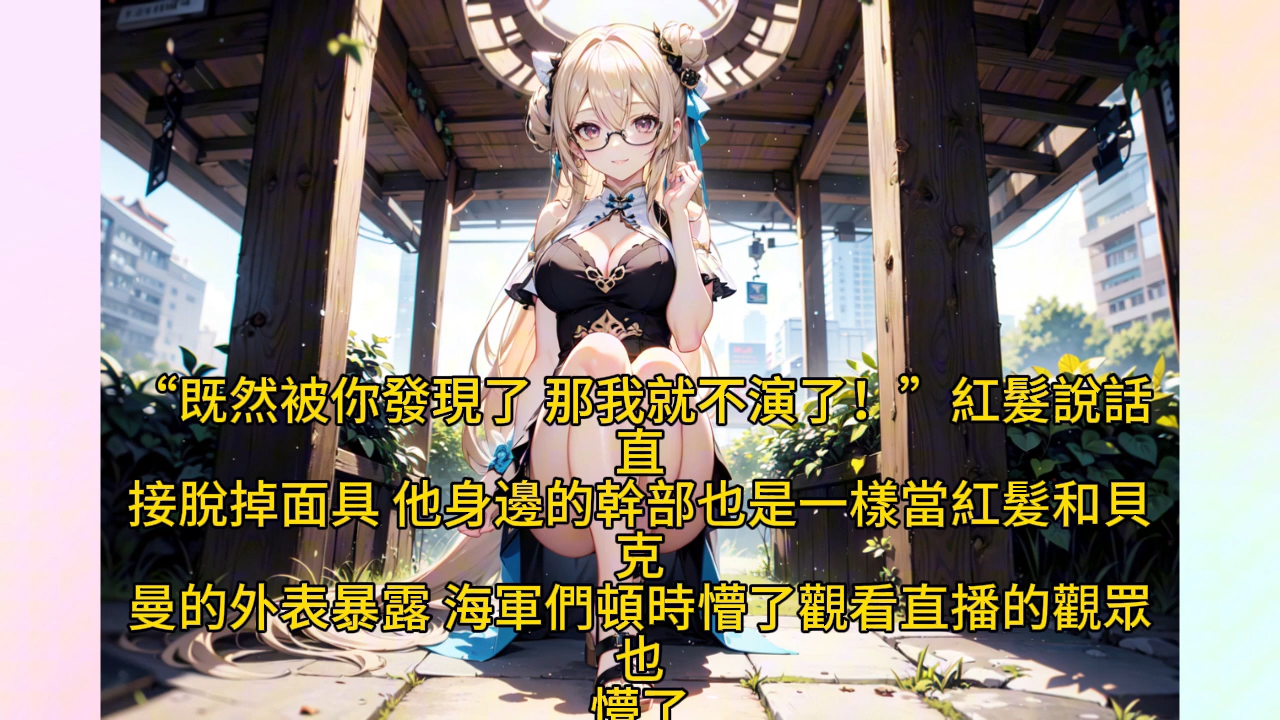 “既然被你發現了 那我就不演了！” 紅髮說話
直
接脫掉面具 他身邊的幹部也是一樣當紅髮和貝
克
曼的外表暴露 海軍們頓時懵了觀看直播的觀眾
也
懵了